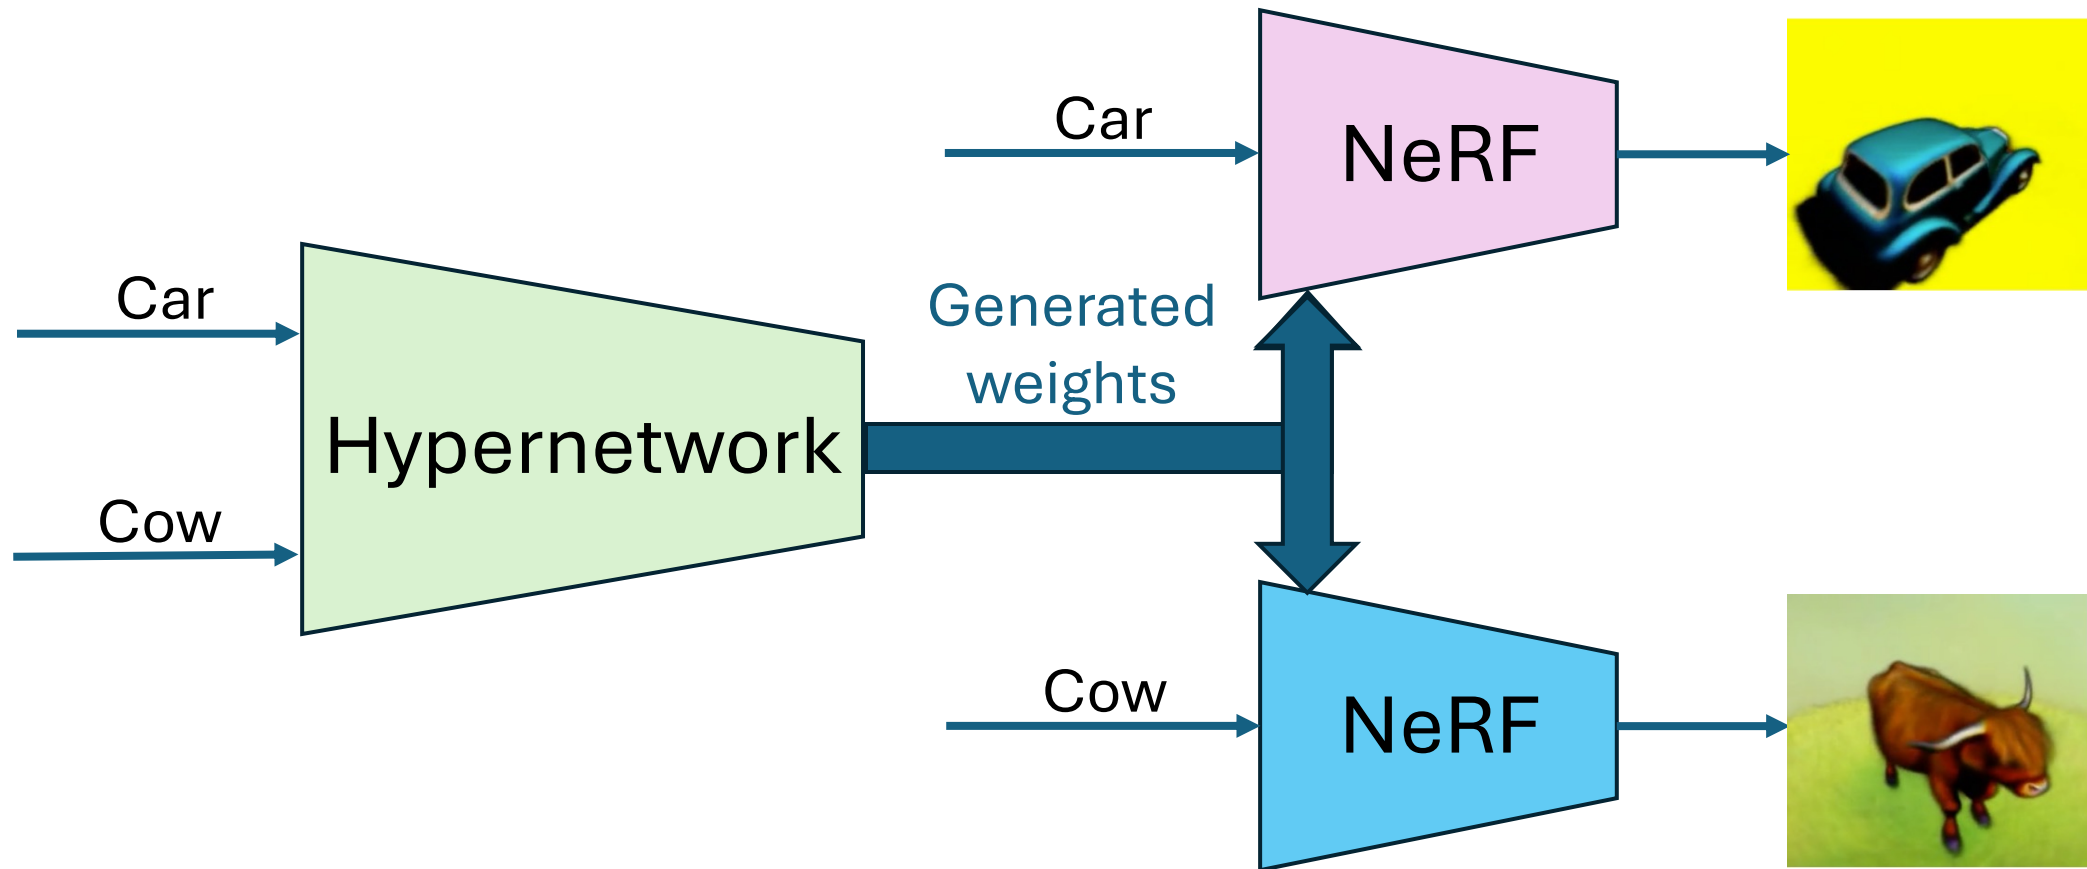 Car
Cow
Hypernetwork
Generated
weights
Car
NeRF
Cow
NeRF